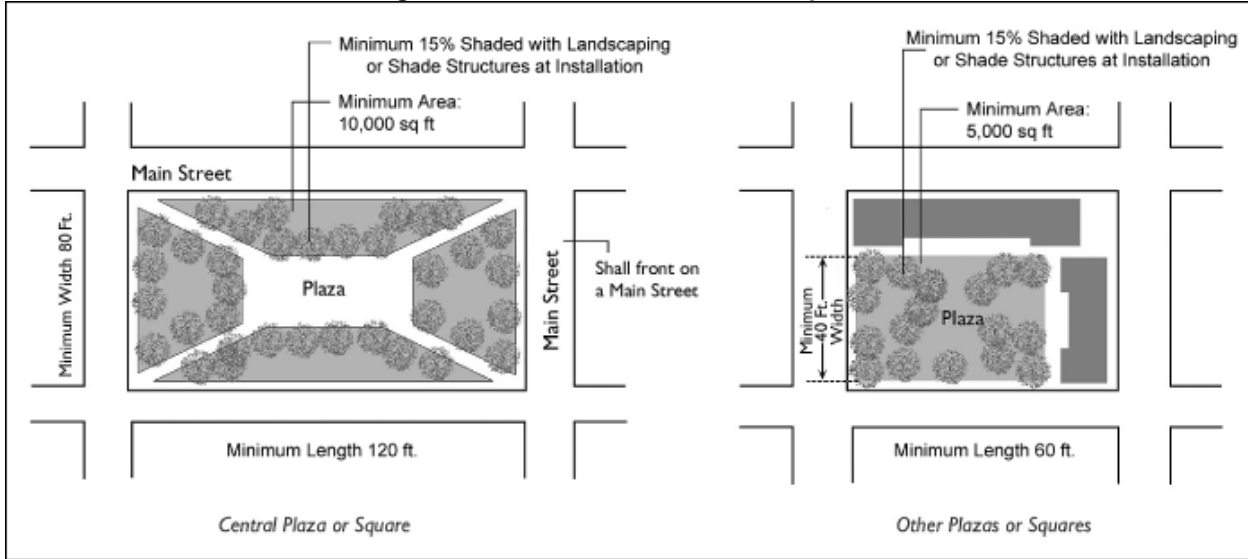 Minimum 15% Shaded with Landscaping
or Shade Structures at Installation
Minimum Area:
10,000 sq ft
Main Street
Minimum Width 80 Ft.
Plaza
Main Street
Shall front on
a Main Street
Minimum Length 120 ft.
Central Plaza or Square
Minimum 15% Shaded with Landscaping
or Shade Structures at Installation
Minimum Area:
5,000 sq ft
Minimum
40 Ft.
Width
Plaza
Minimum Length 60 ft.
Other Plazas or Squares